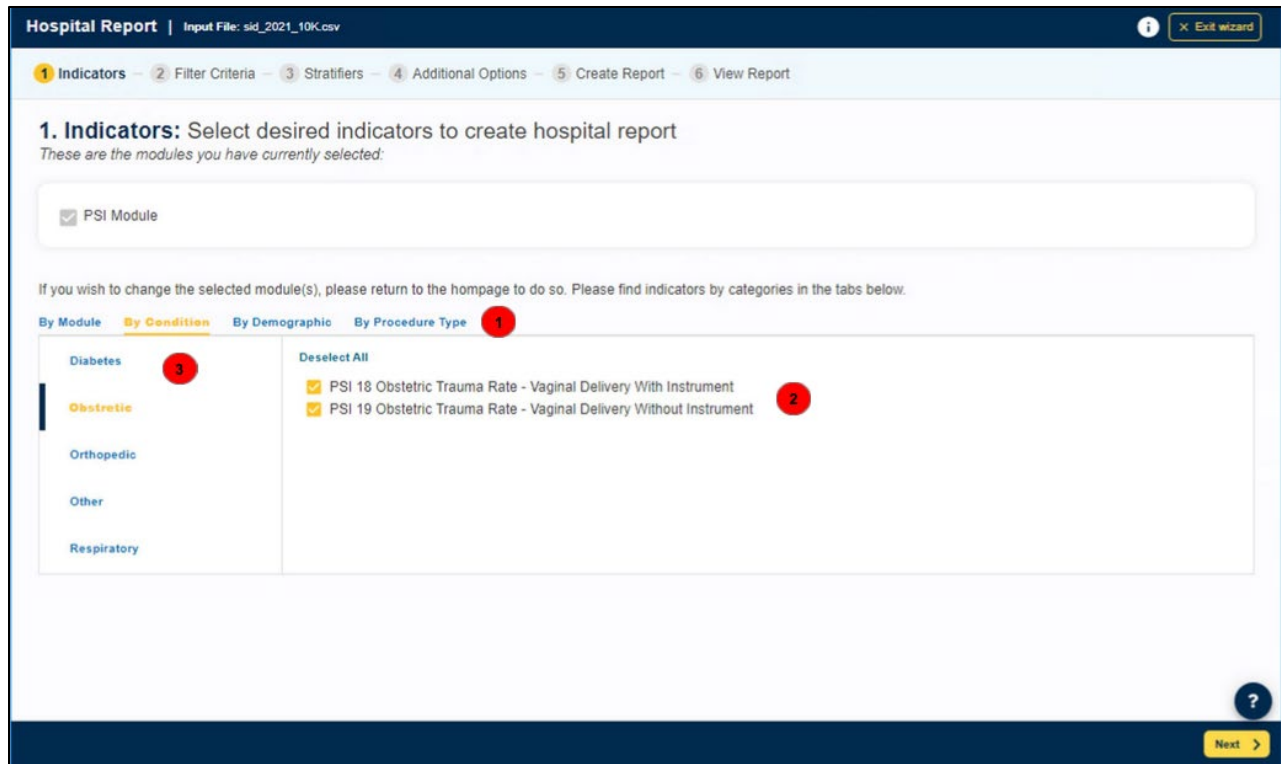 Hospital Report | Input File: sid_2021_10K.csv
i
× Exit wizard
1 Indicators – 2 Filter Criteria – 3 Stratifiers – 4 Additional Options – 5 Create Report – 6 View Report
1. Indicators: Select desired indicators to create hospital report
These are the modules you have currently selected:
PSI Module
If you wish to change the selected module(s), please return to the hompage to do so. Please find indicators by categories in the tabs below.
By Module By Condition By Demographic By Procedure Type 1
Diabetes
3
Obstretic
Orthopedic
Other
Respiratory
Deselect All
PSI 18 Obstetric Trauma Rate - Vaginal Delivery With Instrument
PSI 19 Obstetric Trauma Rate - Vaginal Delivery Without Instrument
2
?
Next >